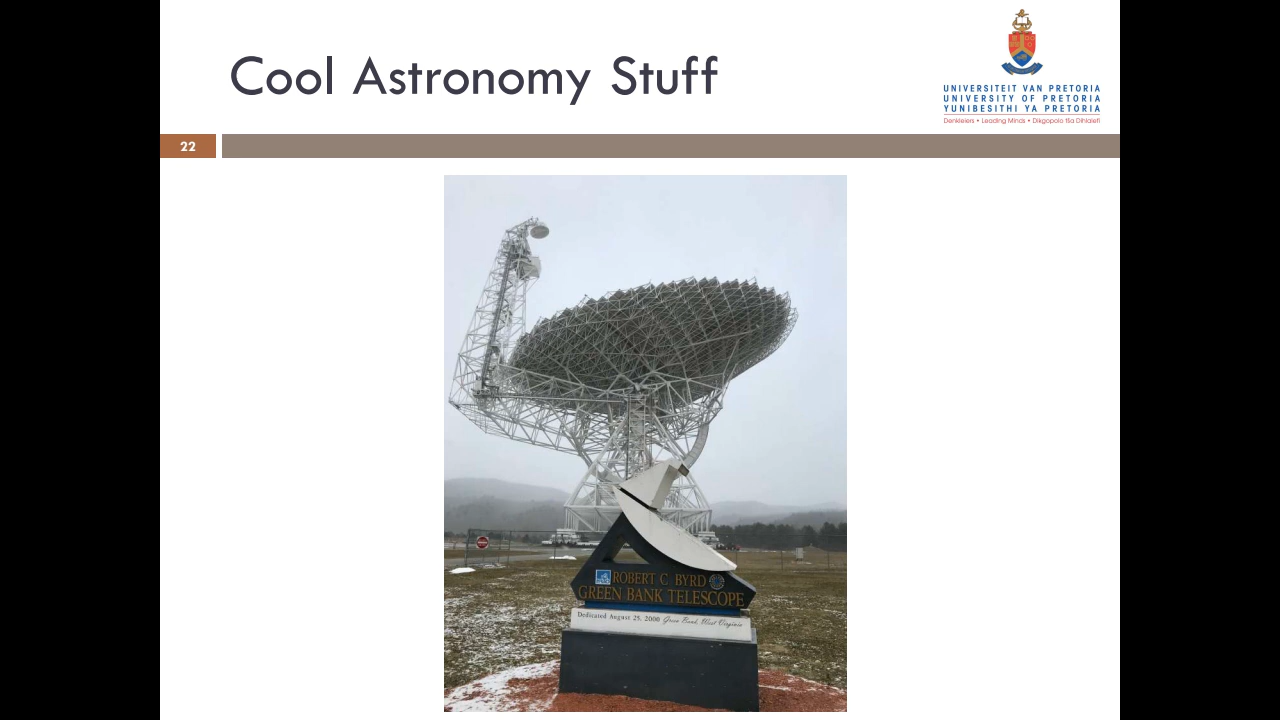 Cool Astronomy Stuff
UNIVERSITEIT VAN PRETORIA
UNIVERSITY OF PRETORIA
YUNIBESITHI YA PRETORIA
Denkleiers • Leading Minds • Dikgopolo tša Dihlalefi
22
ROBERT C BYRD
GREEN BANK TELESCOPE
Dedicated August 25, 2000 Green Bank, West Virginia